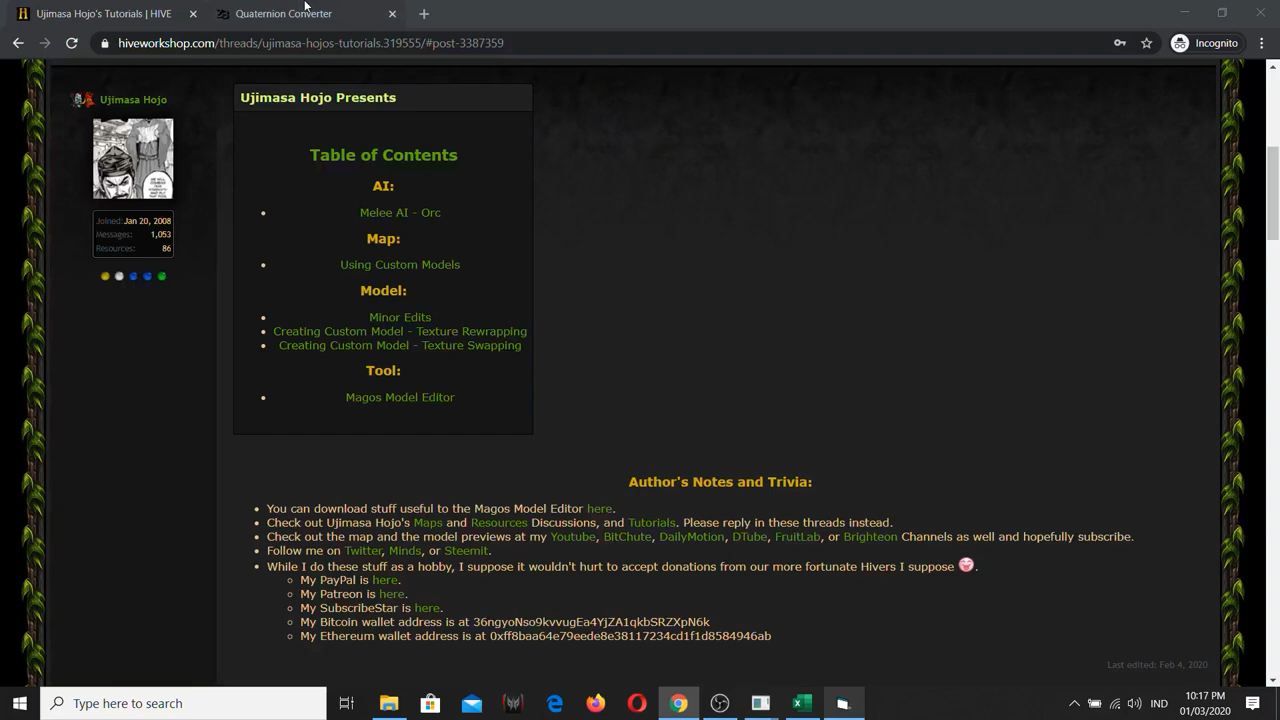 Ujimasa Hojo's Tutorials | HIVE
Quaternion Converter
hiveworkshop.com/threads/ujimasa-hojos-tutorials.319555/#post-3387359
Incognito
Ujimasa Hojo
Joined: Jan 20, 2008
Messages: 1,053
Resources: 86
Ujimasa Hojo Presents
Table of Contents
AI:
Melee AI - Orc
Map:
Using Custom Models
Model:
Minor Edits
Creating Custom Model - Texture Rewrapping
Creating Custom Model - Texture Swapping
Tool:
Magos Model Editor
Author's Notes and Trivia:
You can download stuff useful to the Magos Model Editor here.
Check out Ujimasa Hojo's Maps and Resources Discussions, and Tutorials. Please reply in these threads instead.
Check out the map and the model previews at my Youtube, BitChute, DailyMotion, DTube, FruitLab, or Brighteon Channels as well and hopefully subscribe.
Follow me on Twitter, Minds, or Steemit.
While I do these stuff as a hobby, I suppose it wouldn't hurt to accept donations from our more fortunate Hivers I suppose .
My PayPal is here.
My Patreon is here.
My SubscribeStar is here.
My Bitcoin wallet address is at 36ngyoNso9kvvugEa4YjZA1qkbSRZXpN6k
My Ethereum wallet address is at 0xff8baa64e79eede8e38117234cd1f1d8584946ab
Last edited: Feb 4, 2020
Type here to search
IND
10:17 PM
01/03/2020